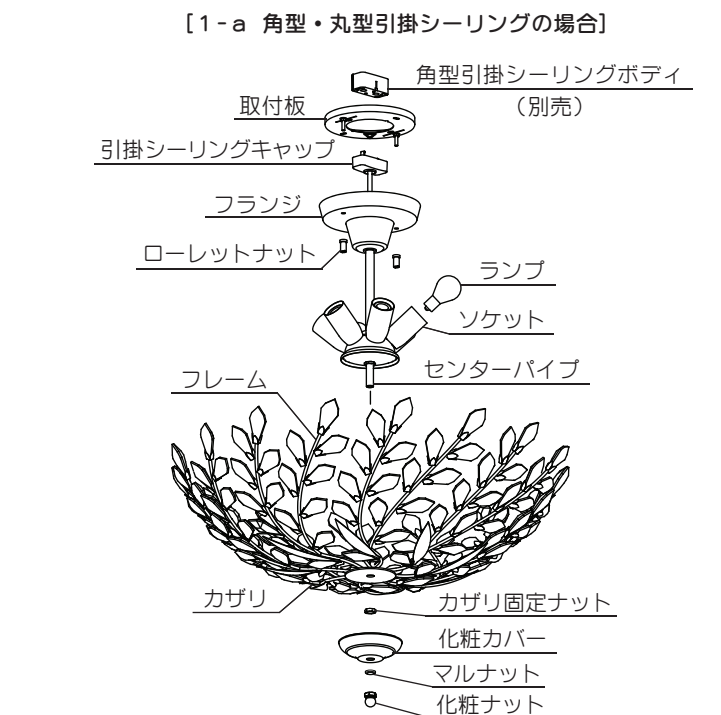 [1-a 角型・丸型引掛シーリングの場合]
角型引掛シーリングボディ
（別売）
取付板
引掛シーリングキャップ
フランジ
ローレットナット
ランプ
ソケット
センターパイプ
フレーム
カザリ
カザリ固定ナット
化粧カバー
マルナット
化粧ナット